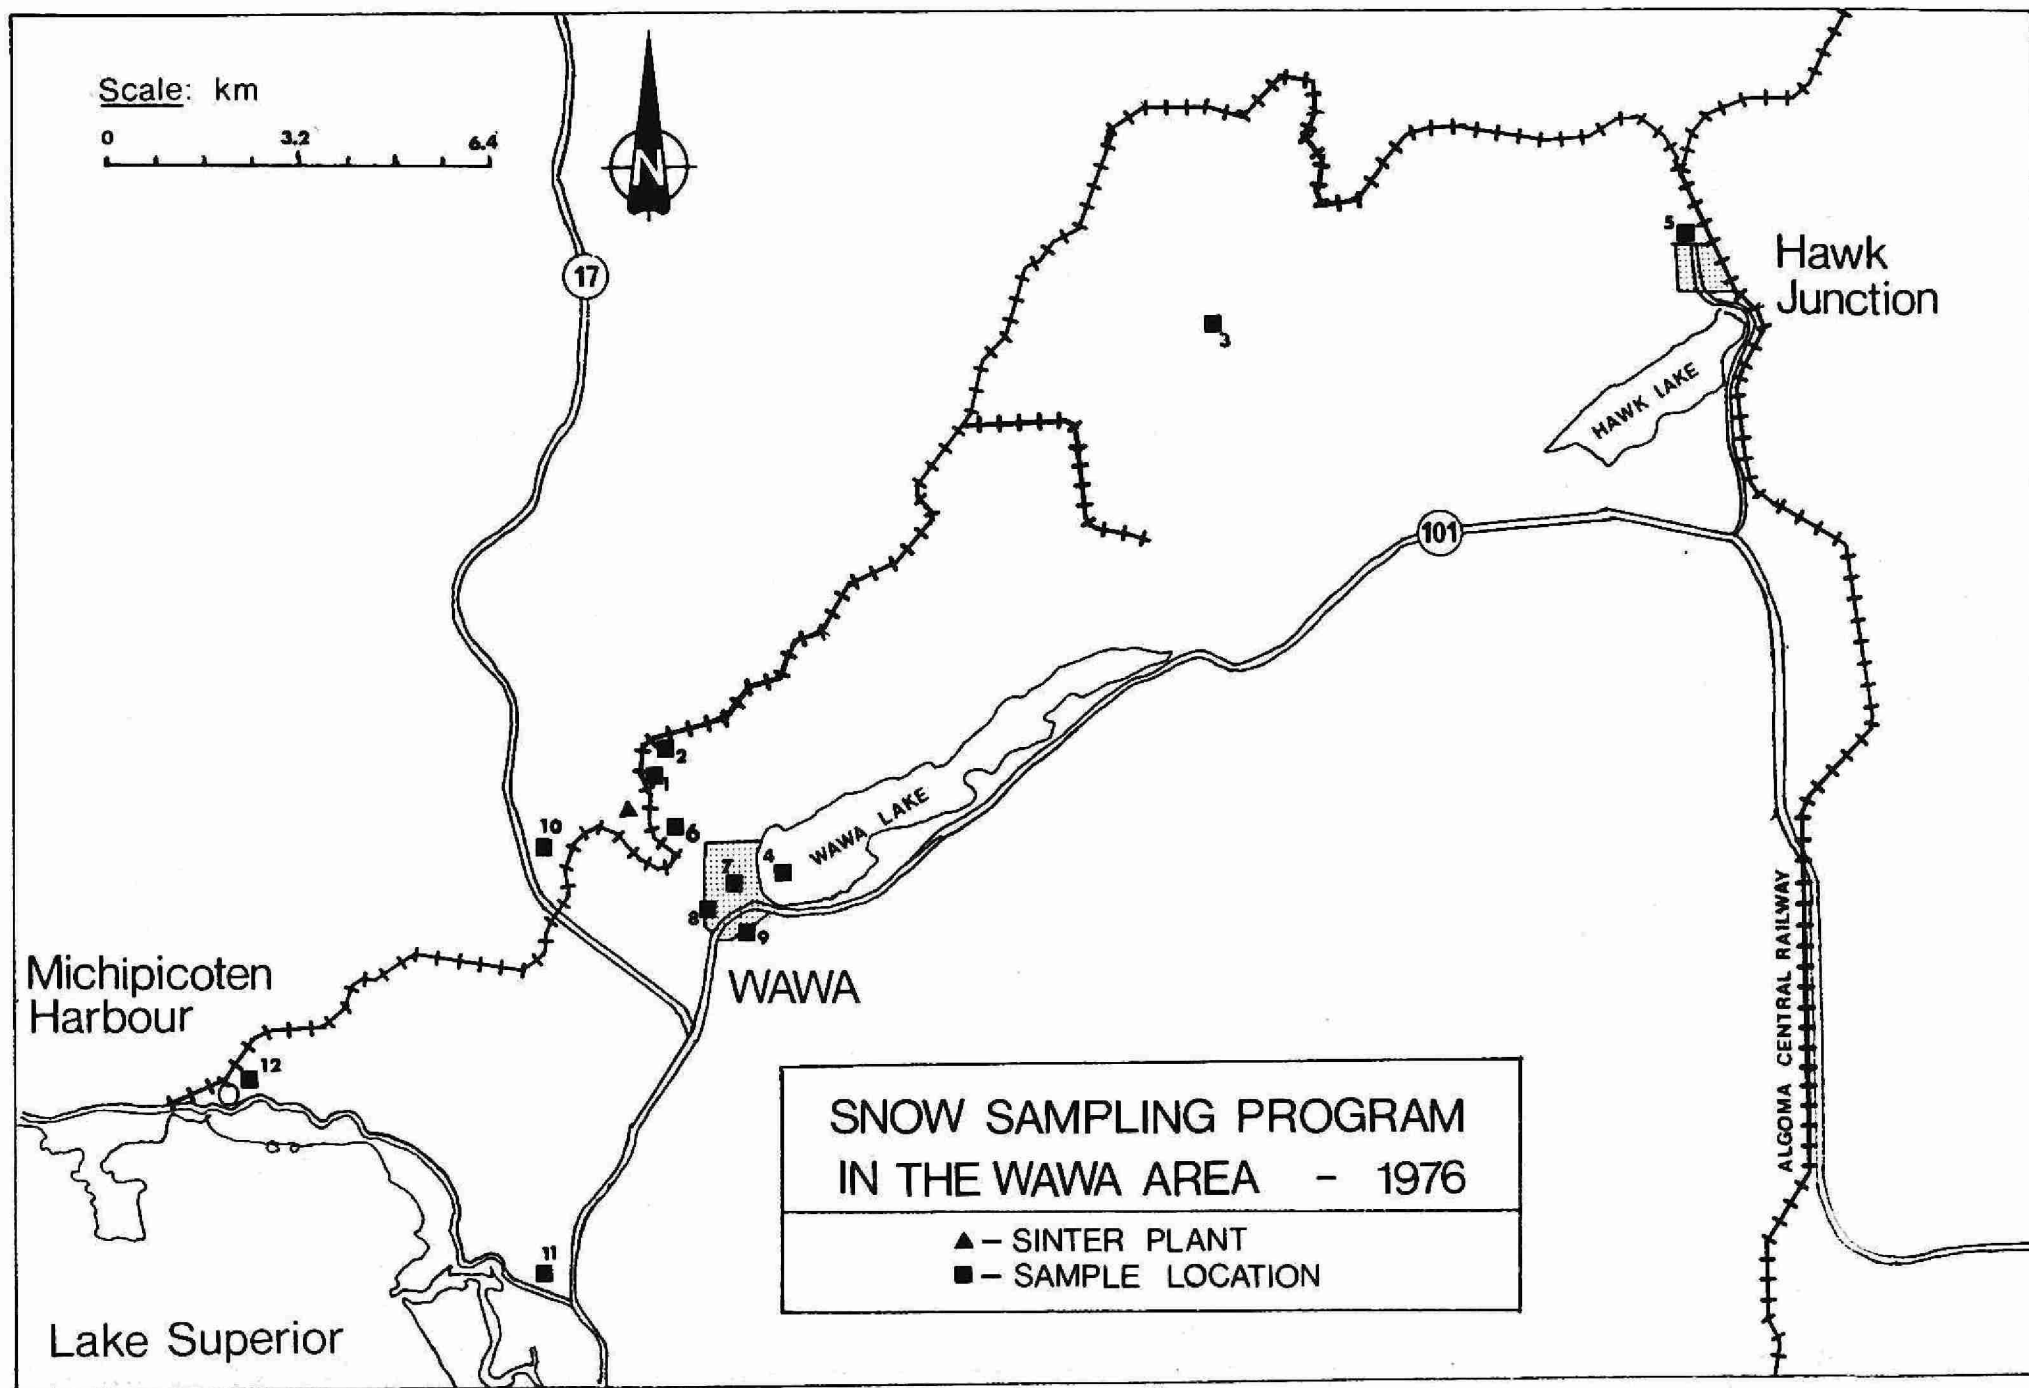 Scale: km
0 3.2 6.4
N
17
5
Hawk
Junction
3
HAWK LAKE
101
2
1
10
6
WAWA LAKE
4
7
8
9
WAWA
Michipicoten
Harbour
12
ALGOMA CENTRAL RAILWAY
SNOW SAMPLING PROGRAM
IN THE WAWA AREA - 1976
▲ – SINTER PLANT
■ – SAMPLE LOCATION
11
Lake Superior